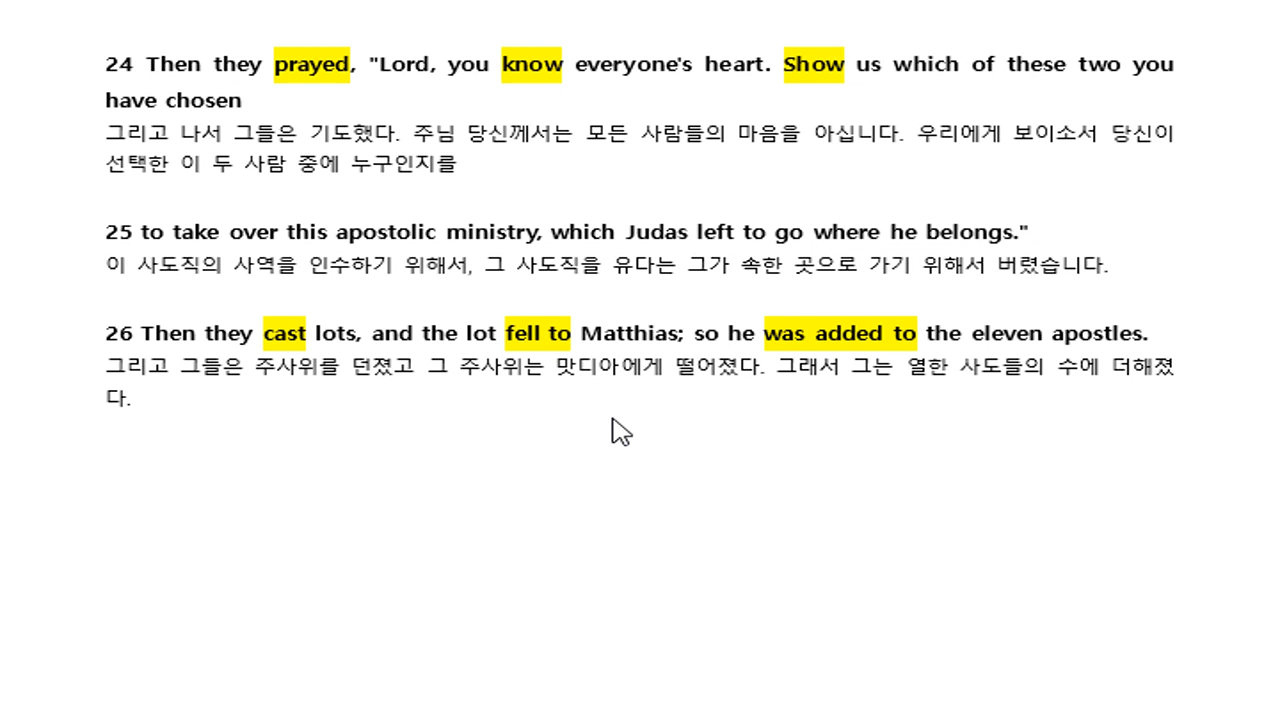 24 Then they prayed, "Lord, you know everyone's heart. Show us which of these two you
have chosen
그리고 나서 그들은 기도했다. 주님 당신께서는 모든 사람들의 마음을 아십니다. 우리에게 보이소서 당신이
선택한 이 두 사람 중에 누구인지를
25 to take over this apostolic ministry, which Judas left to go where he belongs."
이 사도직의 사역을 인수하기 위해서, 그 사도직을 유다는 그가 속한 곳으로 가기 위해서 버렸습니다.
26 Then they cast lots, and the lot fell to Matthias; so he was added to the eleven apostles.
그리고 그들은 주사위를 던졌고 그 주사위는 맛디아에게 떨어졌다. 그래서 그는 열한 사도들의 수에 더해졌
다.